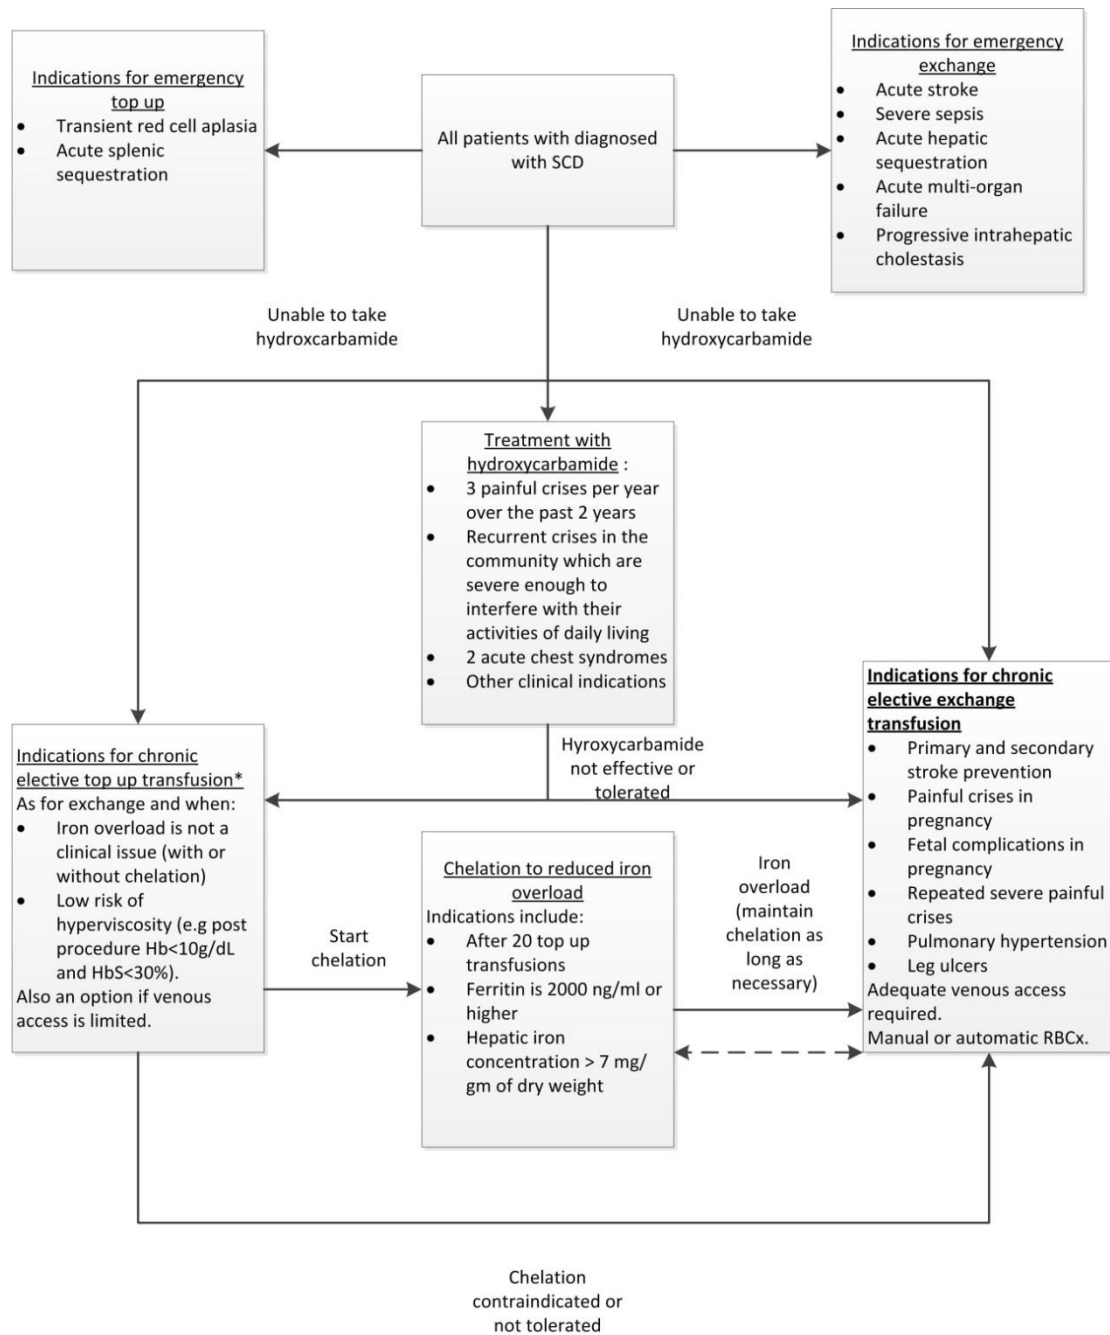 Indications for emergency
top up
• Transient red cell aplasia
• Acute splenic
sequestration
All patients with diagnosed
with SCD
Indications for emergency
exchange
• Acute stroke
• Severe sepsis
• Acute hepatic
sequestration
• Acute multi-organ
failure
• Progressive intrahepatic
cholestasis
Unable to take
hydroxcarbamide
Unable to take
hydroxycarbamide
Treatment with
hydroxycarbamide :
• 3 painful crises per year
over the past 2 years
• Recurrent crises in the
community which are
severe enough to
interfere with their
activities of daily living
• 2 acute chest syndromes
• Other clinical indications
Hyroxycarbamide
not effective or
tolerated
Indications for chronic
elective top up transfusion*
As for exchange and when:
• Iron overload is not a
clinical issue (with or
without chelation)
• Low risk of
hyperviscosity (e.g post
procedure Hb<10g/dL
and HbS<30%).
Also an option if venous
access is limited.
Start
chelation
Chelation to reduced iron
overload
Indications include:
• After 20 top up
transfusions
• Ferritin is 2000 ng/ml or
higher
• Hepatic iron
concentration > 7 mg/
gm of dry weight
Iron
overload
(maintain
chelation as
long as
necessary)
Indications for chronic
elective exchange
transfusion
• Primary and secondary
stroke prevention
• Painful crises in
pregnancy
• Fetal complications in
pregnancy
• Repeated severe painful
crises
• Pulmonary hypertension
• Leg ulcers
Adequate venous access
required.
Manual or automatic RBCx.
Chelation
contraindicated or
not tolerated